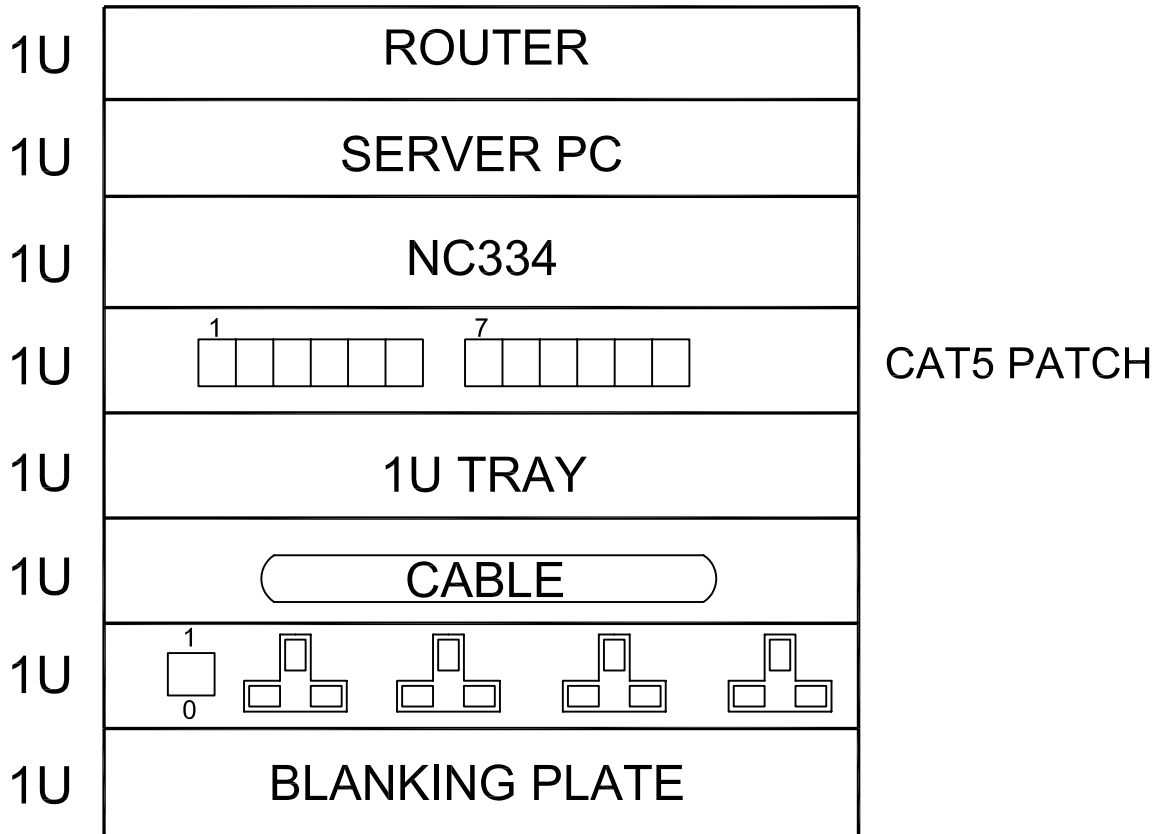 1U ROUTER
1U SERVER PC
1U NC334
1U 1 7 CAT5 PATCH
1U 1U TRAY
1U CABLE
1
1U
0
1U BLANKING PLATE